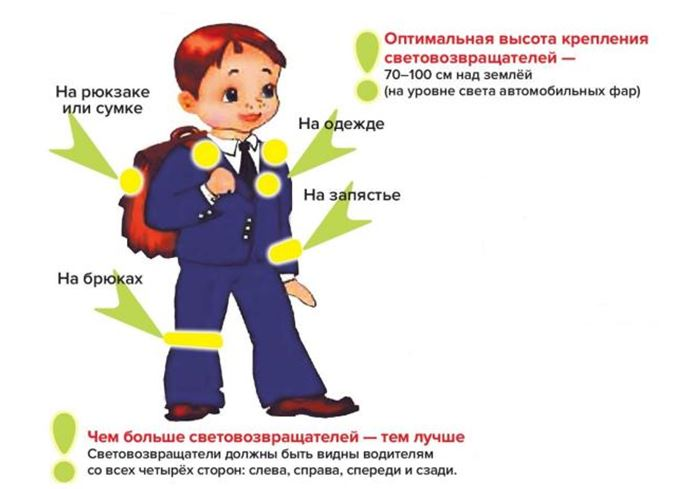 Оптимальная высота крепления
световозвращателей —
70–100 см над землёй
(на уровне света автомобильных фар)
На рюкзаке
или сумке
На одежде
На запястье
На брюках
Чем больше световозвращателей — тем лучше
Световозвращатели должны быть видны водителям
со всех четырёх сторон: слева, справа, спереди и сзади.